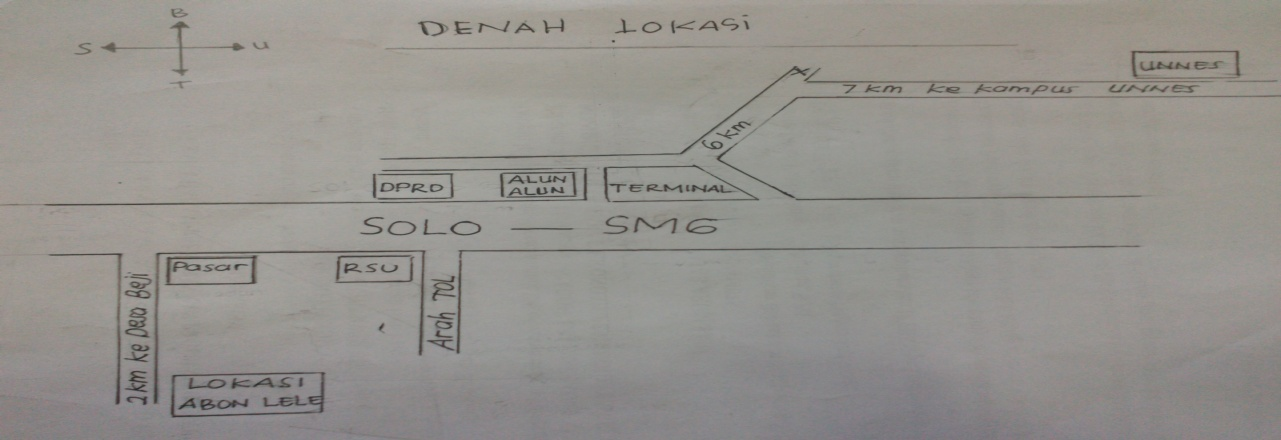 B
S U
T
DENAH LOKASi
UNNES
7 km ke kampus UNNES
6 km
DPRD
ALUN
ALUN
TERMINAL
SOLO — SMG
Pasar
RSU
2 km ke Desa Beji
Arah TOL
LOKASI
ABON LELE